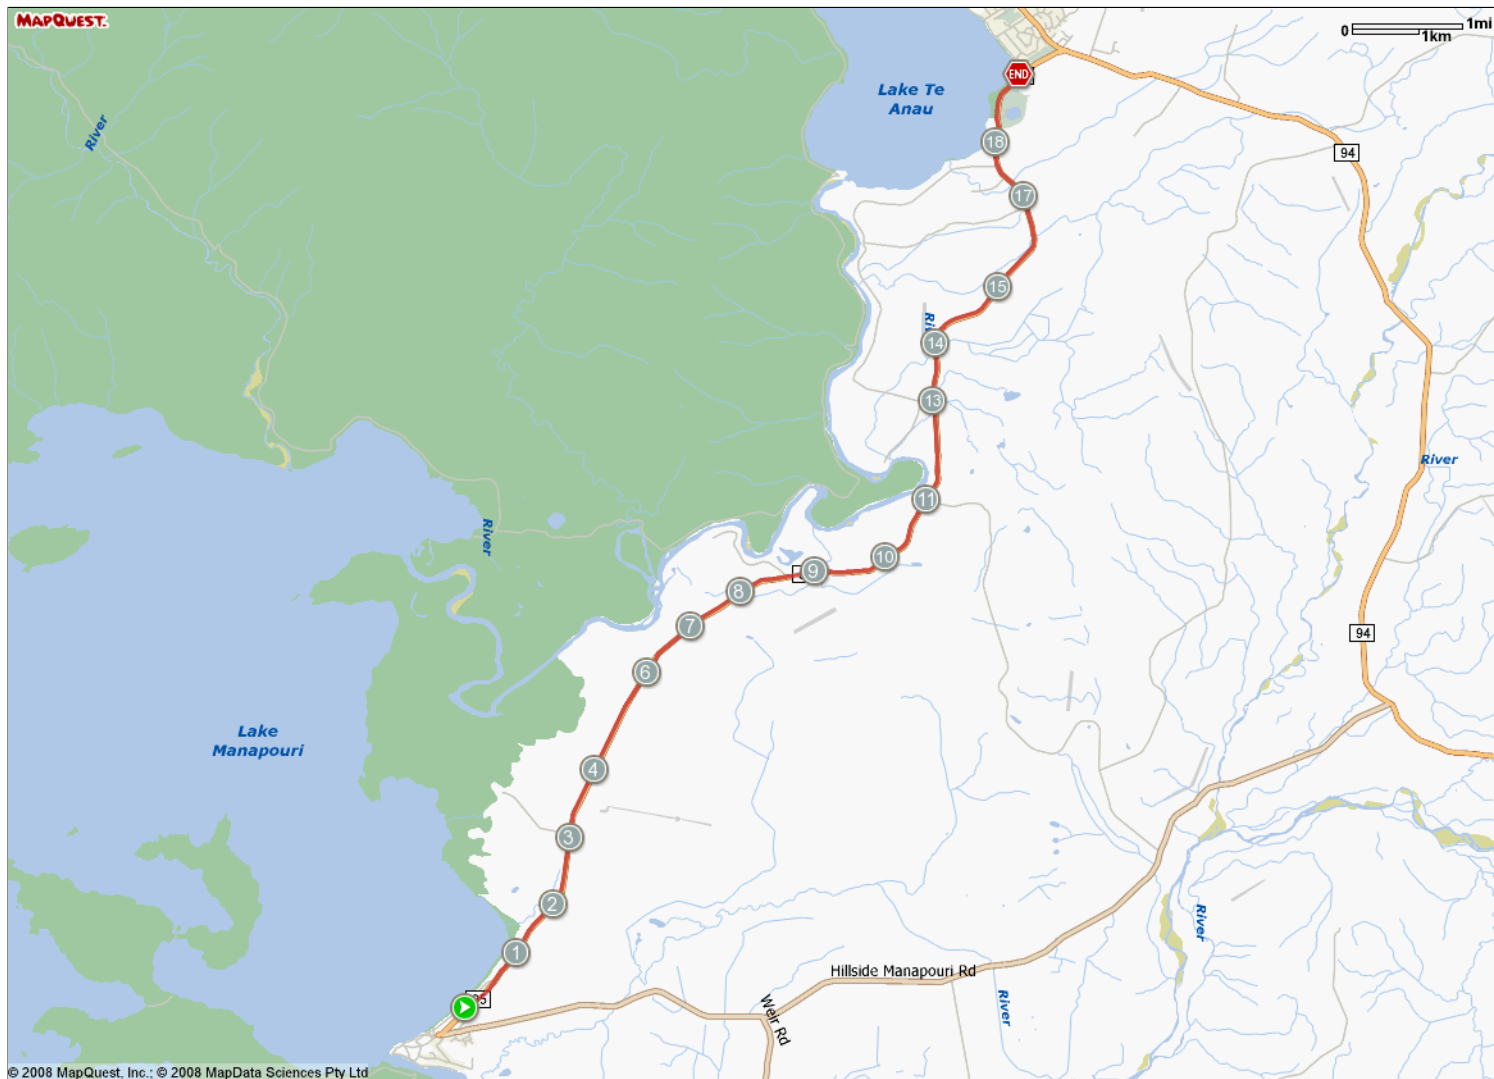 MAPQUEST.
0
1mi
1km
END
Lake Te
Anau
River
18
94
17
15
14
13
River
11
River
10
9
8
7
94
6
Lake
Manapouri
4
3
2
River
1
Hillside Manapouri Rd
River
Weir Rd
© 2008 MapQuest, Inc.; © 2008 MapData Sciences Pty Ltd